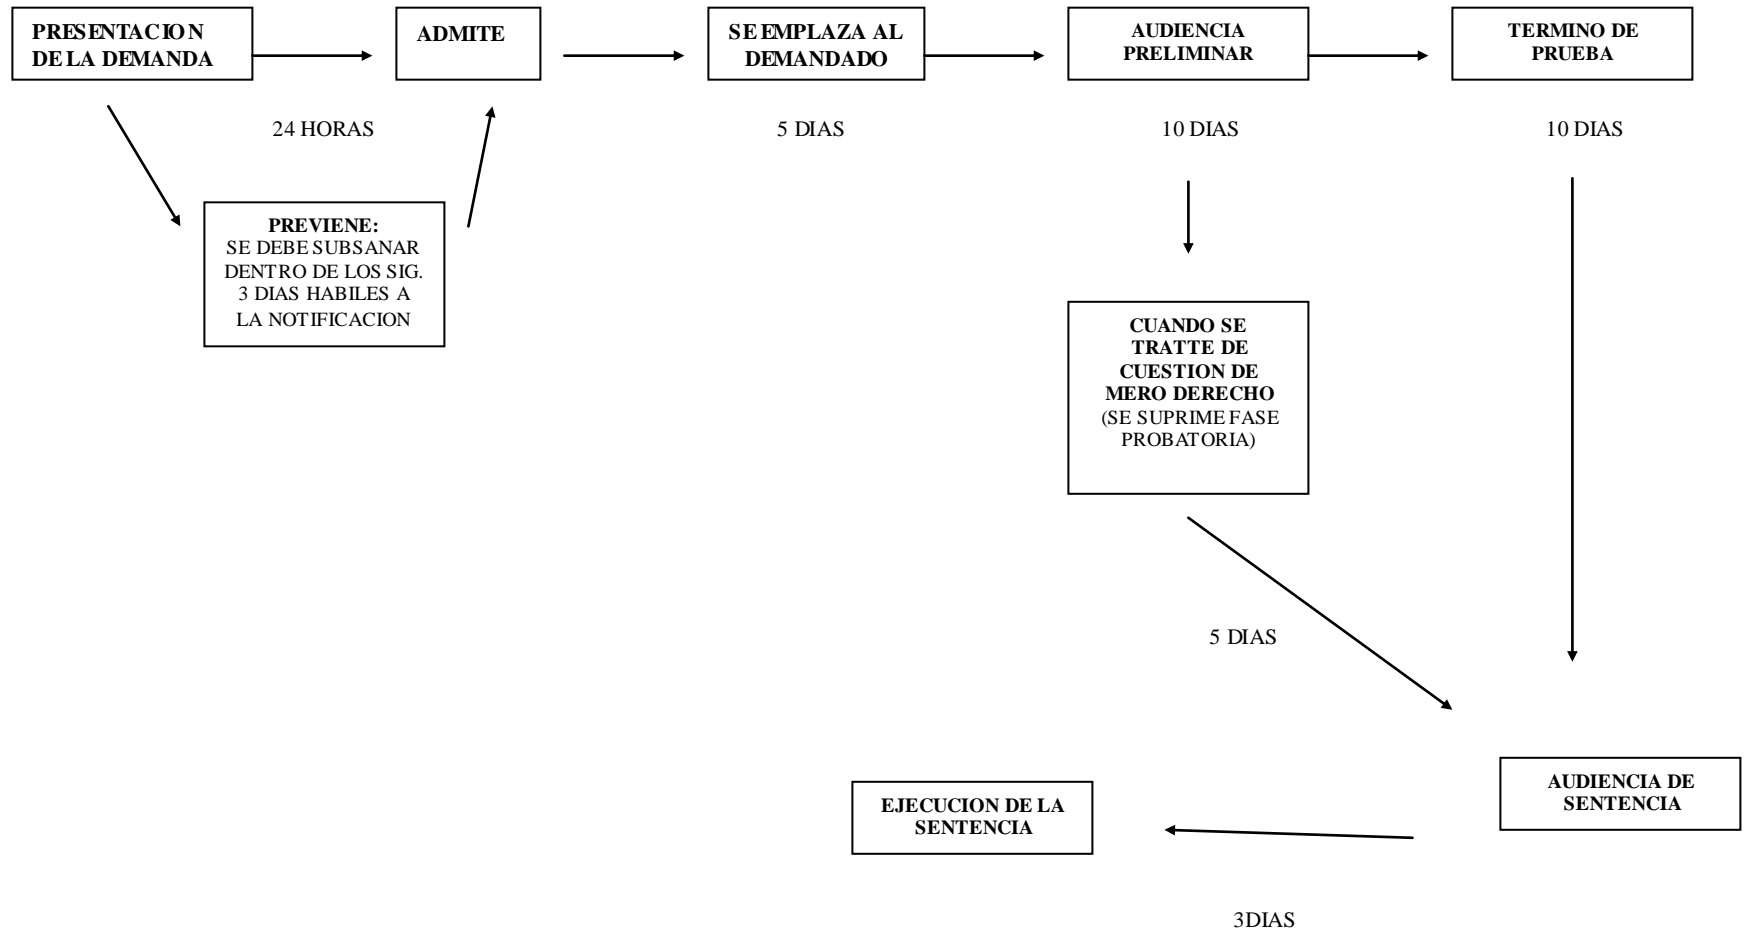 PRESENTACION
DE LA DEMANDA
ADMITE
SE EMPLAZA AL
DEMANDADO
AUDIENCIA
PRELIMINAR
TERMINO DE
PRUEBA
24 HORAS
5 DIAS
10 DIAS
10 DIAS
PREVIENE:
SE DEBE SUBSANAR
DENTRO DE LOS SIG.
3 DIAS HABILES A
LA NOTIFICACION
CUANDO SE
TRATTE DE
CUESTION DE
MERO DERECHO
(SE SUPRIME FASE
PROBATORIA)
5 DIAS
AUDIENCIA DE
SENTENCIA
EJECUCION DE LA
SENTENCIA
3DIAS